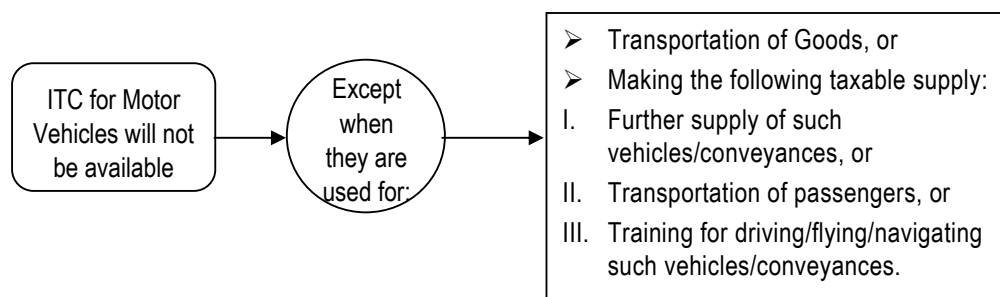 ITC for Motor
Vehicles will not
be available
Except
when
they are
used for:
➢ Transportation of Goods, or
➢ Making the following taxable supply:
I. Further supply of such
vehicles/conveyances, or
II. Transportation of passengers, or
III. Training for driving/flying/navigating
such vehicles/conveyances.